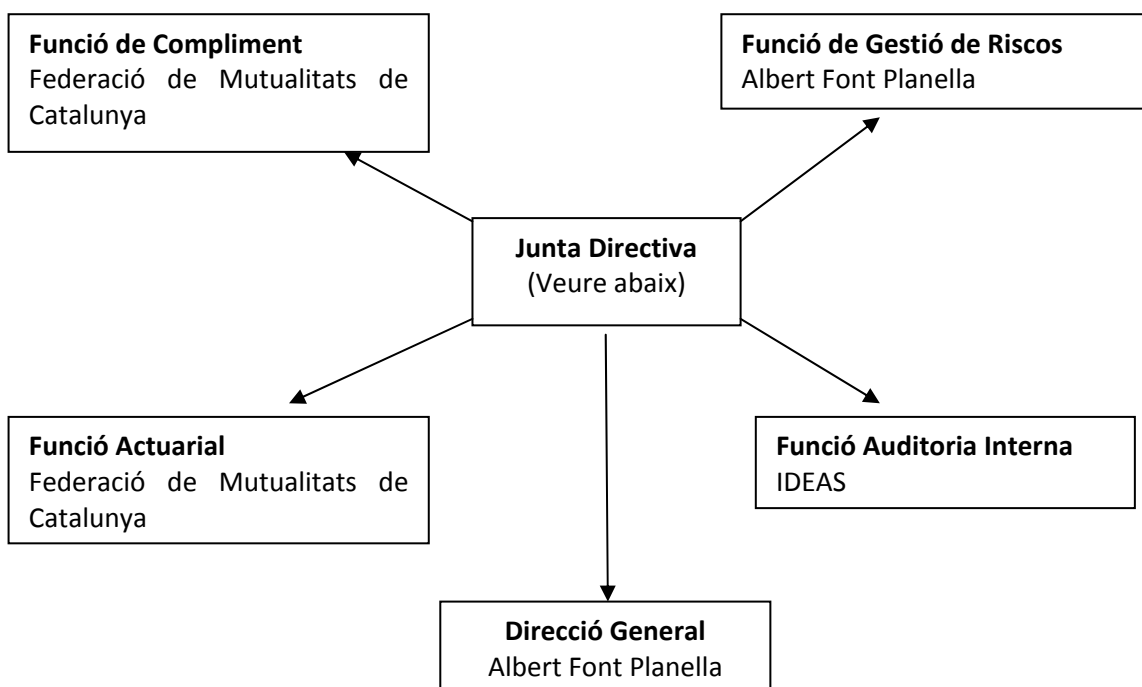 Funció de Compliment
Federació de Mutualitats de
Catalunya
Funció de Gestió de Riscos
Albert Font Planella
Junta Directiva
(Veure abaix)
Funció Actuarial
Federació de Mutualitats de
Catalunya
Funció Auditoria Interna
IDEAS
Direcció General
Albert Font Planella